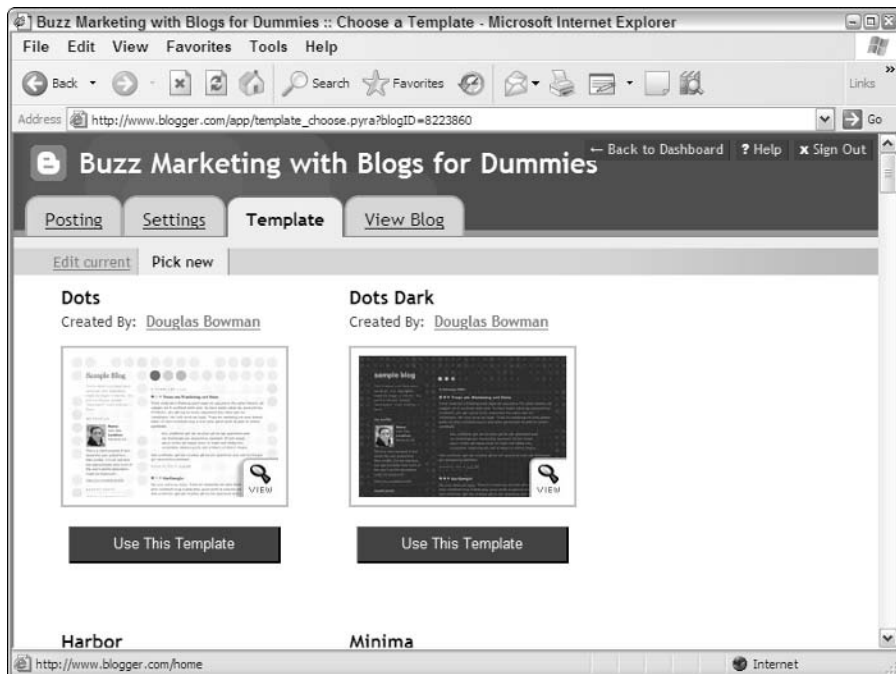 Buzz Marketing with Blogs for Dummies :: Choose a Template - Microsoft Internet Explorer
File Edit View Favorites Tools Help
Back Search Favorites Links »
Address http://www.blogger.com/app/template_choose.pyra?blogID=8223860 Go
Buzz Marketing with Blogs for Dummies
← Back to Dashboard ? Help x Sign Out
Posting Settings Template View Blog
Edit current Pick new
Dots Dots Dark
Created By: Douglas Bowman Created By: Douglas Bowman
Sample Blog sample blog
VIEW VIEW
Use This Template Use This Template
Harbor Minima
http://www.blogger.com/home Internet